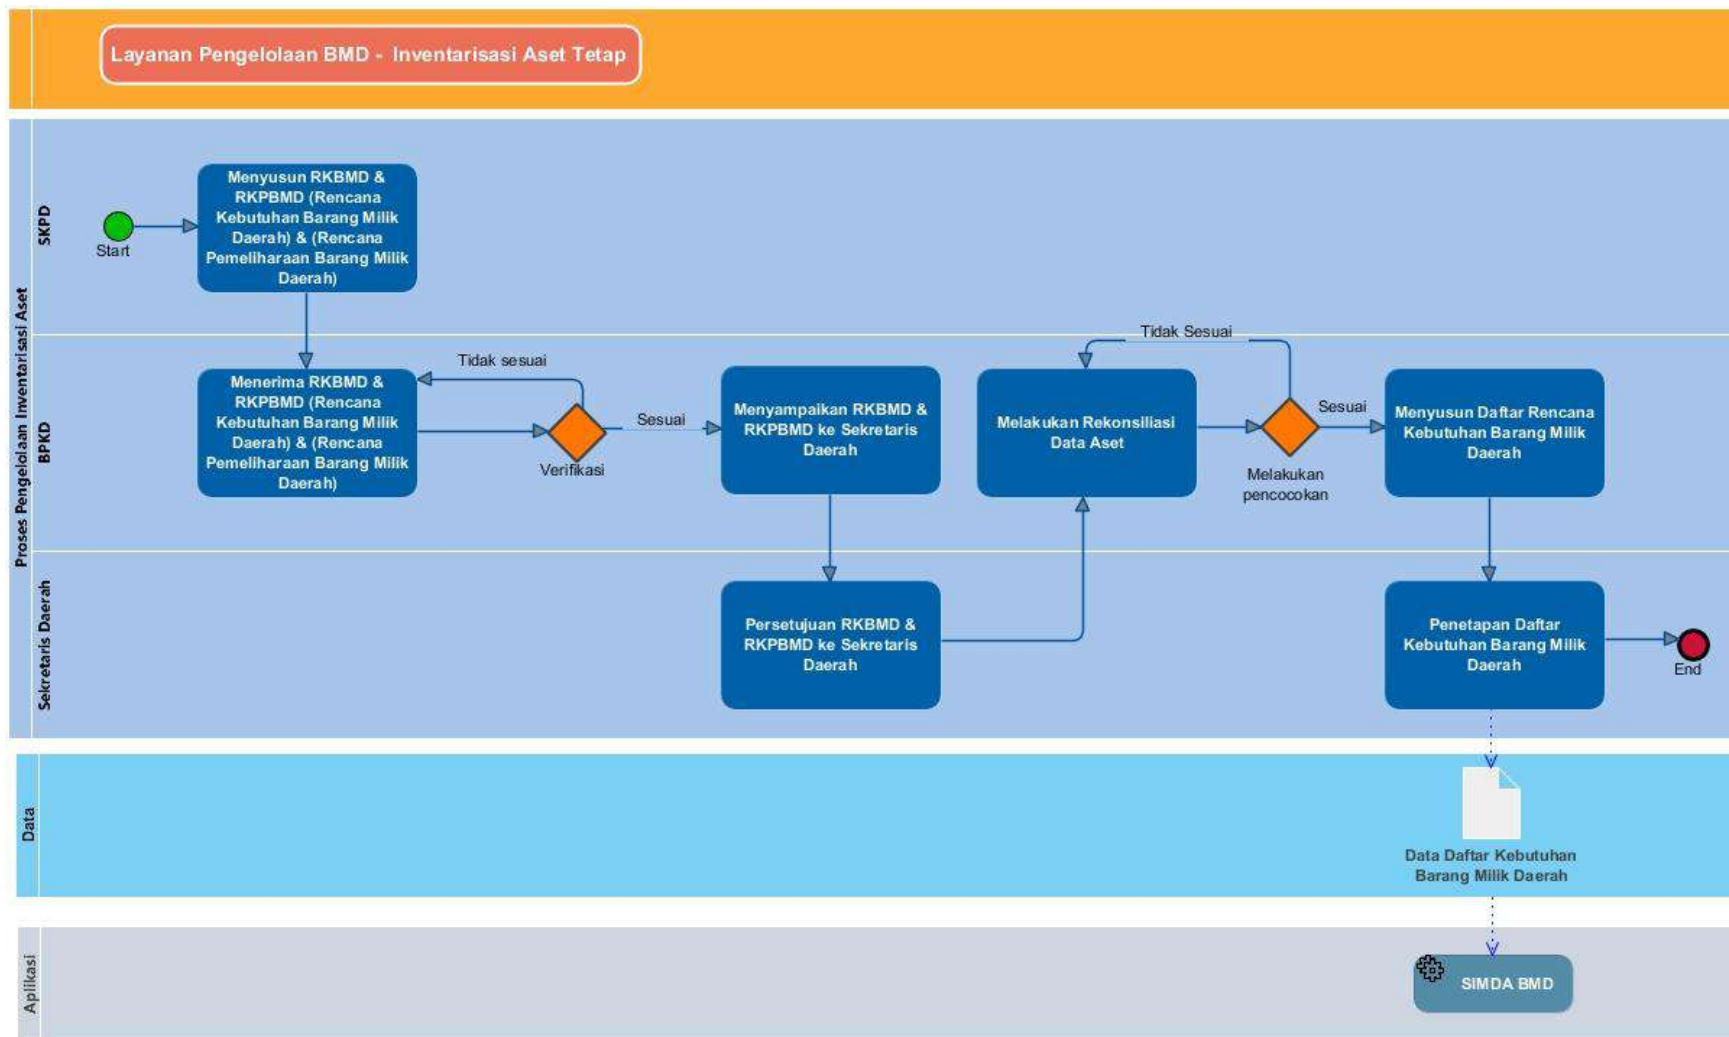 Layanan Pengelolaan BMD -  Inventarisasi Aset Tetap
Proses Pengelolaan Inventarisasi Aset
SKPD
Start
Menyusun RKBMD &
RKPBMD (Rencana
Kebutuhan Barang Milik
Daerah) & (Rencana
Pemeliharaan Barang Milik
Daerah)
BPKD
Menerima RKBMD &
RKPBMD (Rencana
Kebutuhan Barang Milik
Daerah) & (Rencana
Pemeliharaan Barang Milik
Daerah)
Tidak sesuai
Verifikasi
Sesuai
Menyampaikan RKBMD &
RKPBMD ke Sekretaris
Daerah
Melakukan Rekonsiliasi
Data Aset
Tidak Sesuai
Melakukan
pencocokan
Sesuai
Menyusun Daftar Rencana
Kebutuhan Barang Milik
Daerah
Sekretaris Daerah
Persetujuan RKBMD &
RKPBMD ke Sekretaris
Daerah
Penetapan Daftar
Kebutuhan Barang Milik
Daerah
End
Data
Data Daftar Kebutuhan
Barang Milik Daerah
Aplikasi
SIMDA BMD